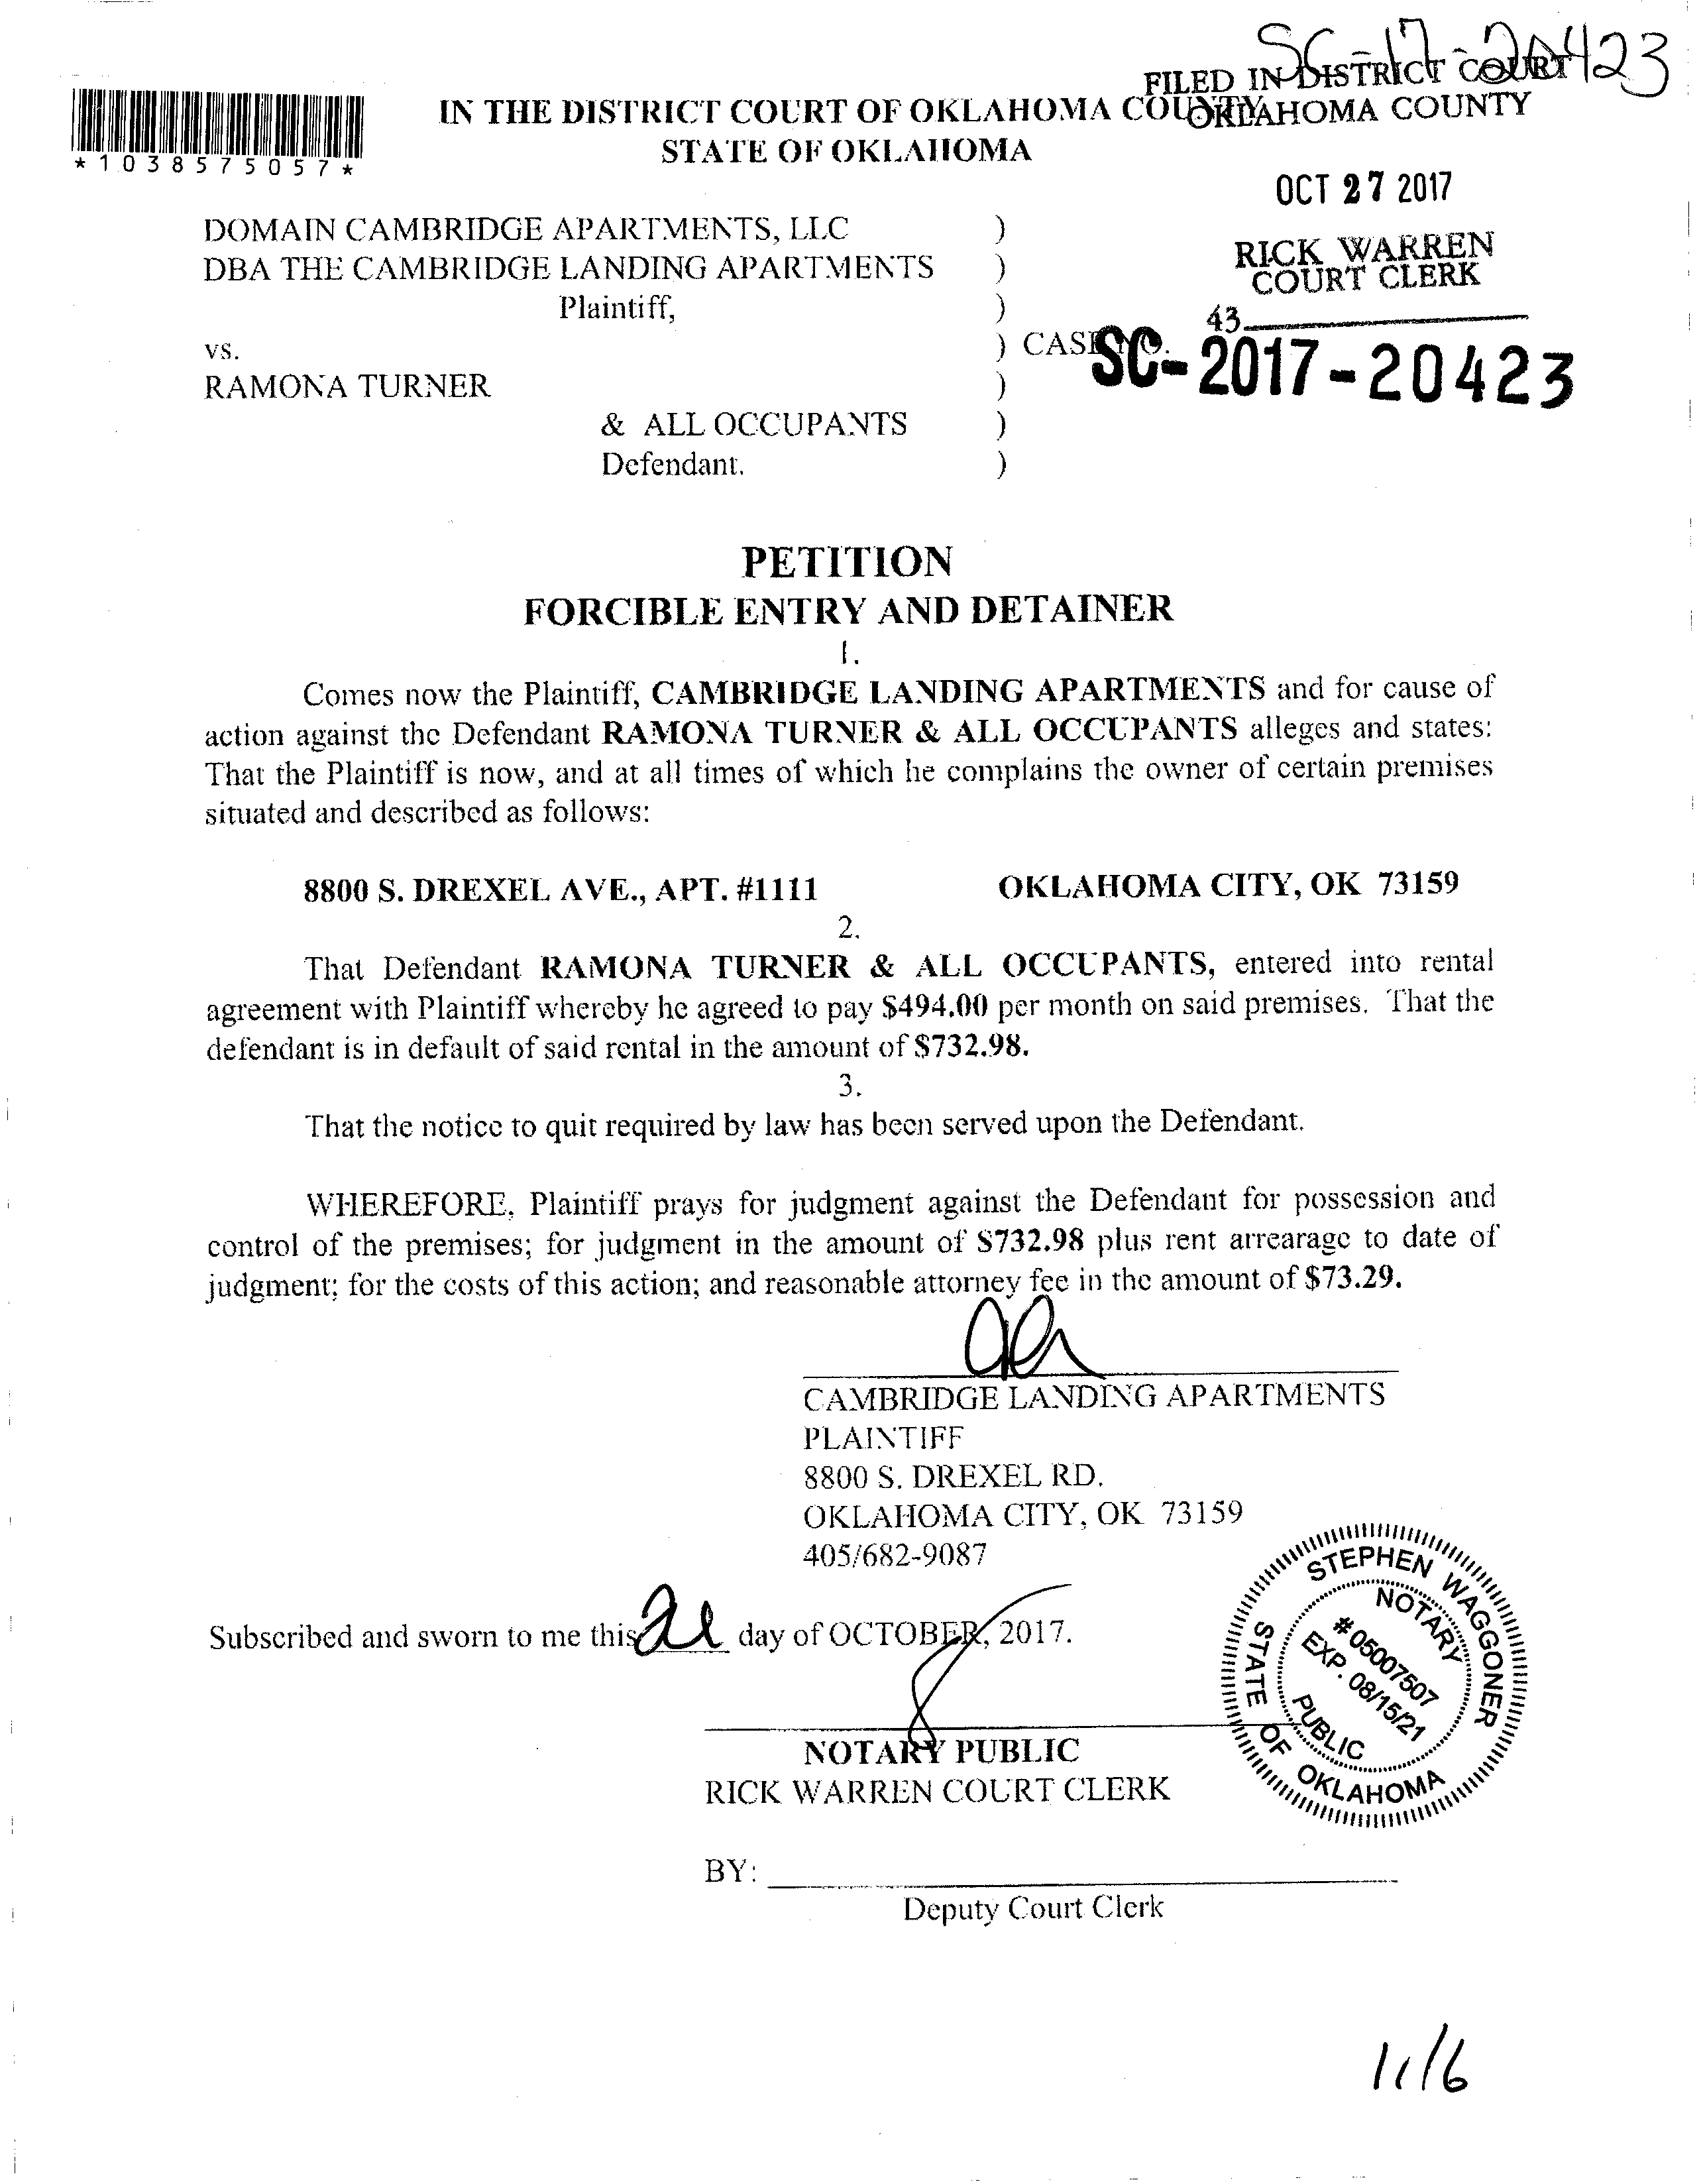 SC-17-20423
FILED IN DISTRICT COURT
OKLAHOMA COUNTY
IN THE DISTRICT COURT OF OKLAHOMA COUNTY
*1038575057*
STATE OF OKLAHOMA
OCT 27 2017
DOMAIN CAMBRIDGE APARTMENTS, LLC )
DBA THE CAMBRIDGE LANDING APARTMENTS )
RICK WARREN
COURT CLERK
Plaintiff, )
43
vs. ) CASE NO. SC-2017-20423
RAMONA TURNER )
& ALL OCCUPANTS )
Defendant. )
PETITION
FORCIBLE ENTRY AND DETAINER
1.
Comes now the Plaintiff, CAMBRIDGE LANDING APARTMENTS and for cause of
action against the Defendant RAMONA TURNER & ALL OCCUPANTS alleges and states:
That the Plaintiff is now, and at all times of which he complains the owner of certain premises
situated and described as follows:
8800 S. DREXEL AVE., APT. #1111 OKLAHOMA CITY, OK 73159
2.
That Defendant RAMONA TURNER & ALL OCCUPANTS, entered into rental
agreement with Plaintiff whereby he agreed to pay $494.00 per month on said premises. That the
defendant is in default of said rental in the amount of $732.98.
3.
That the notice to quit required by law has been served upon the Defendant.
WHEREFORE, Plaintiff prays for judgment against the Defendant for possession and
control of the premises; for judgment in the amount of $732.98 plus rent arrearage to date of
judgment; for the costs of this action; and reasonable attorney fee in the amount of $73.29.
CAMBRIDGE LANDING APARTMENTS
PLAINTIFF
8800 S. DREXEL RD.
OKLAHOMA CITY, OK 73159
405/682-9087
Subscribed and sworn to me this day of OCTOBER, 2017.
STEPHEN WAGGONER
NOTARY
# 05007507
EXP. 08/15/21
PUBLIC
STATE OF OKLAHOMA
NOTARY PUBLIC
RICK WARREN COURT CLERK
BY:
Deputy Court Clerk
11/6